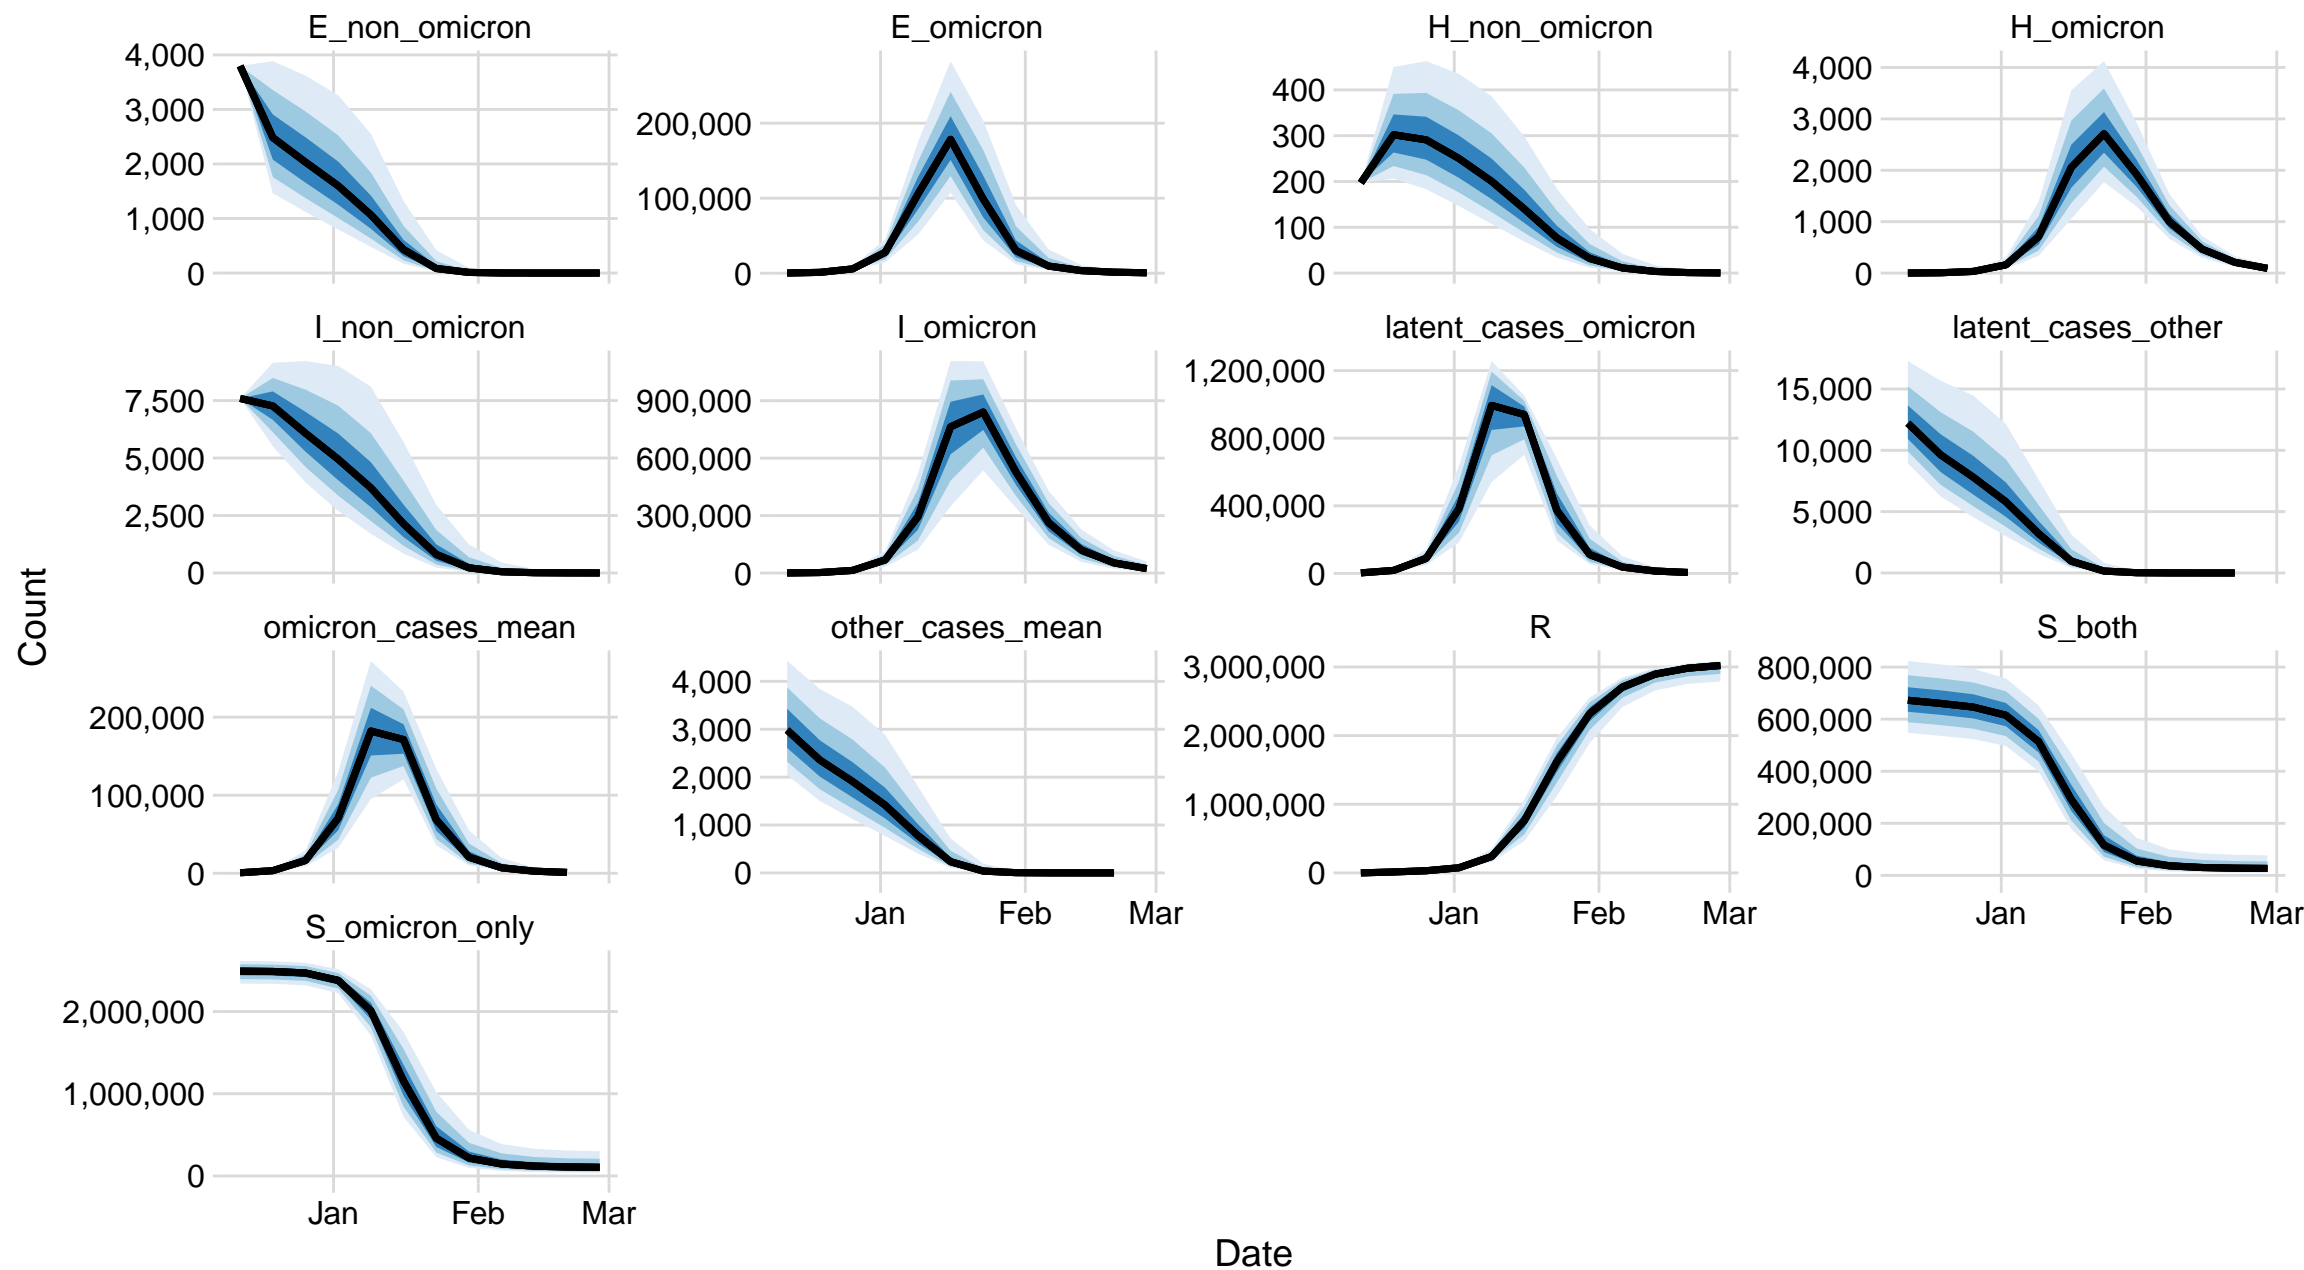 E_non_omicron
E_omicron
H_non_omicron
H_omicron
4,000
3,000
2,000
1,000
0
200,000
100,000
0
400
300
200
100
0
4,000
3,000
2,000
1,000
0
I_non_omicron
I_omicron
latent_cases_omicron
latent_cases_other
7,500
5,000
2,500
0
900,000
600,000
300,000
0
1,200,000
800,000
400,000
0
15,000
10,000
5,000
0
omicron_cases_mean
other_cases_mean
R
S_both
200,000
100,000
0
4,000
3,000
2,000
1,000
0
3,000,000
2,000,000
1,000,000
0
800,000
600,000
400,000
200,000
0
Jan Feb Mar
Jan Feb Mar
Jan Feb Mar
S_omicron_only
2,000,000
1,000,000
0
Jan Feb Mar
Count
Date